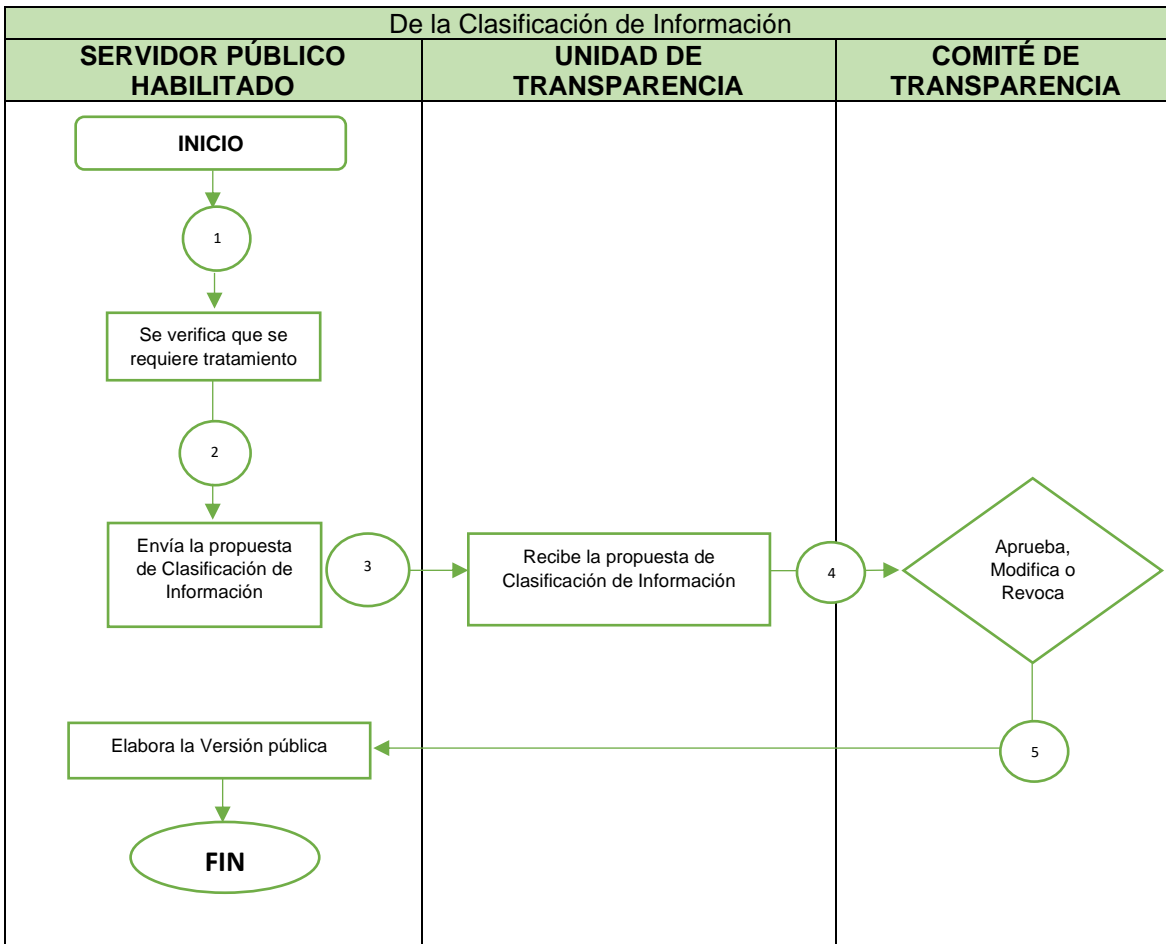 De la Clasificación de Información
SERVIDOR PÚBLICO
HABILITADO
UNIDAD DE
TRANSPARENCIA
COMITÉ DE
TRANSPARENCIA
INICIO
1
Se verifica que se
requiere tratamiento
2
Envía la propuesta
de Clasificación de
Información
3
Recibe la propuesta de
Clasificación de Información
4
Aprueba,
Modifica o
Revoca
5
Elabora la Versión pública
FIN